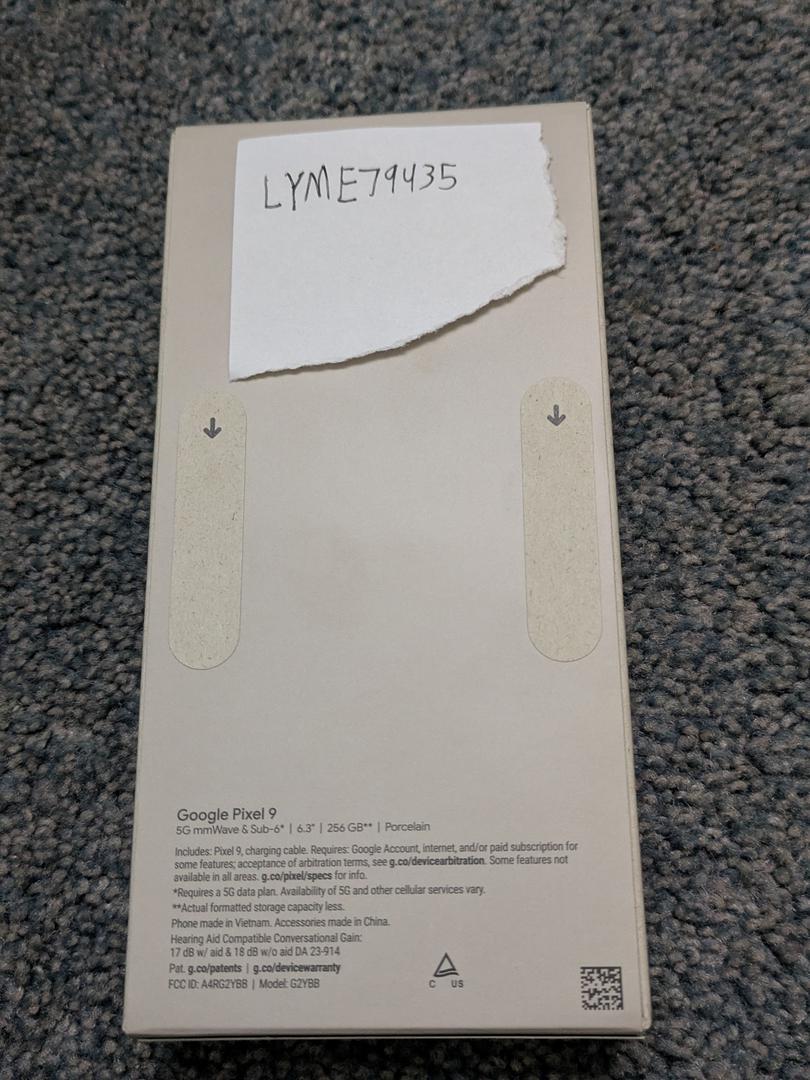 LYME79435
Google Pixel 9
5G mmWave & Sub-6* | 6.3" | 256 GB** | Porcelain
Includes: Pixel 9, charging cable. Requires: Google Account, internet, and/or paid subscription for
some features; acceptance of arbitration terms, see g.co/devicearbitration. Some features not
available in all areas. g.co/pixel/specs for info.
*Requires a 5G data plan. Availability of 5G and other cellular services vary.
**Actual formatted storage capacity less.
Phone made in Vietnam. Accessories made in China.
Hearing Aid Compatible Conversational Gain:
17 dB w/ aid & 18 dB w/o aid DA 23-914
Pat. g.co/patents | g.co/devicewarranty
FCC ID: A4RG2YBB | Model: G2YBB
C US